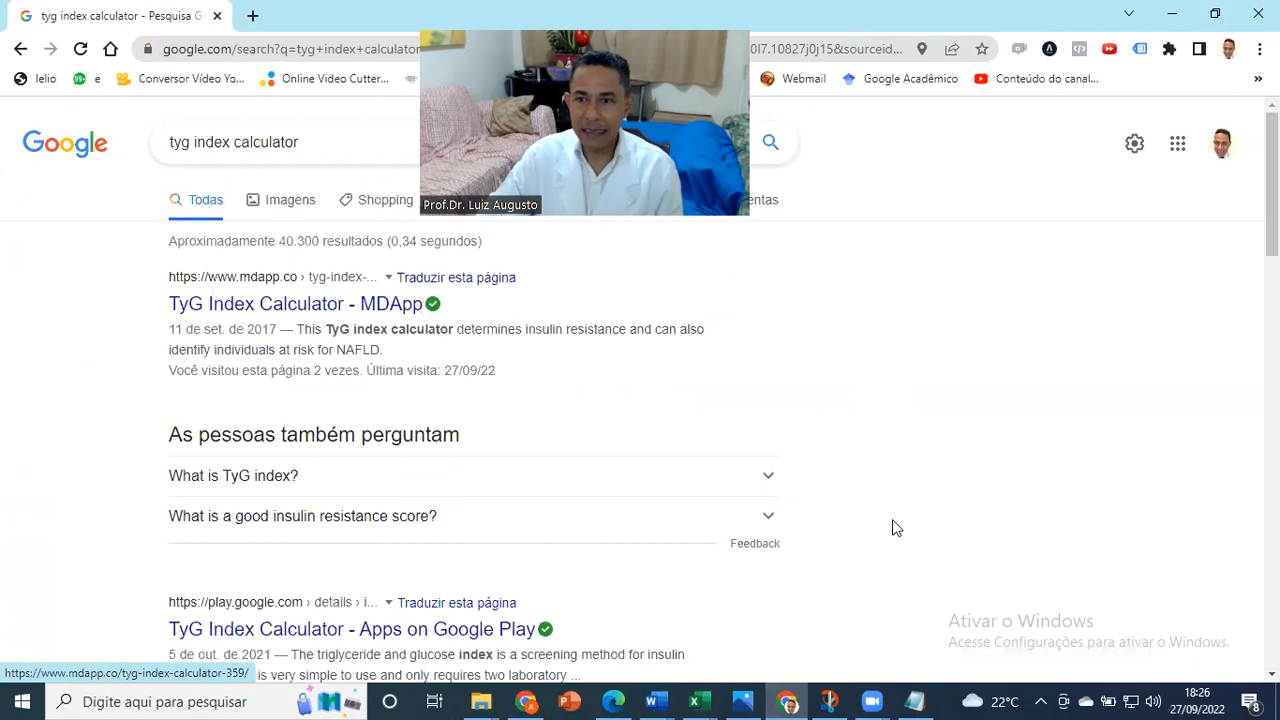 tyg index calculator - Pesquisa G
google.com/search?q=tyg+index+calculator
0l7.10827j0j15&sourceid...
lelio
99+
e
Conversor Vídeo Yo...
Online Video Cutter...
Webmail
Google Acadêmico
Conteúdo do canal...
»
Google
tyg index calculator
Todas
Imagens
Shopping
entas
Prof.Dr. Luiz Augusto
Aproximadamente 40.300 resultados (0,34 segundos)
https://www.mdapp.co › tyg-index-... Traduzir esta página
TyG Index Calculator - MDApp
11 de set. de 2017 — This TyG index calculator determines insulin resistance and can also
identify individuals at risk for NAFLD.
Você visitou esta página 2 vezes. Última visita: 27/09/22
As pessoas também perguntam
What is TyG index?
What is a good insulin resistance score?
Feedback
https://play.google.com › details › i... Traduzir esta página
TyG Index Calculator - Apps on Google Play
5 de out. de 2021 — The triglyceride and glucose index is a screening method for insulin
is very simple to use and only requires two laboratory ...
Ativar o Windows
Acesse Configurações para ativar o Windows.
https://www.mdapp.co/tyg-index-calculator-359/
Digite aqui para pesquisar
22°C
18:26
27/09/2022
8